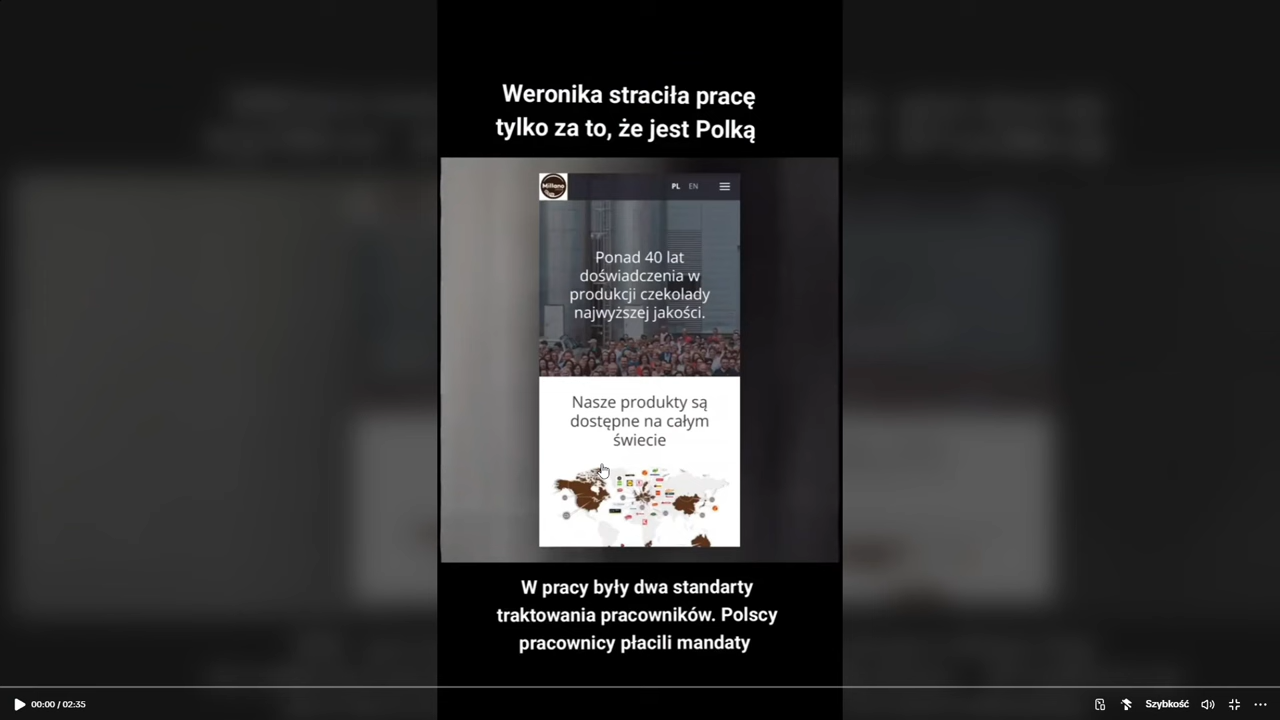 Weronika straciła pracę
tylko za to, że jest Polką
Millano
PL EN
Ponad 40 lat
doświadczenia w
produkcji czekolady
najwyższej jakości.
Nasze produkty są
dostępne na całym
świecie
W pracy były dwa standarty
traktowania pracowników. Polscy
pracownicy płacili mandaty
00:00 / 02:35
Szybkość